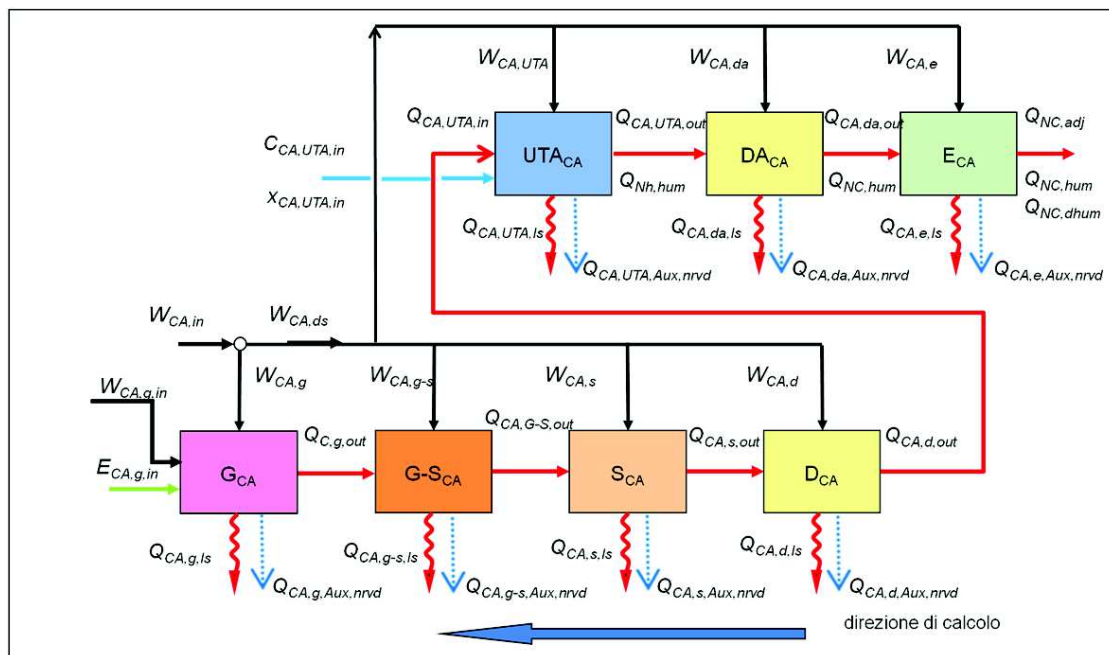 W_CA,UTA W_CA,da W_CA,e
Q_CA,UTA,in Q_CA,UTA,out Q_CA,da,out Q_NC,adj
C_CA,UTA,in
UTA_CA DA_CA E_CA
x_CA,UTA,in
Q_Nh,hum Q_NC,hum Q_NC,hum
Q_NC,dhum
Q_CA,UTA,ls Q_CA,da,ls Q_CA,e,ls
Q_CA,UTA,Aux,nrvd Q_CA,da,Aux,nrvd Q_CA,e,Aux,nrvd
W_CA,in W_CA,ds
W_CA,g W_CA,g-s W_CA,s W_CA,d
W_CA,g,in
Q_C,g,out Q_CA,G-S,out Q_CA,s,out Q_CA,d,out
E_CA,g,in
G_CA G-S_CA S_CA D_CA
Q_CA,g,ls Q_CA,g-s,ls Q_CA,s,ls Q_CA,d,ls
Q_CA,g,Aux,nrvd Q_CA,g-s,Aux,nrvd Q_CA,s,Aux,nrvd Q_CA,d,Aux,nrvd
direzione di calcolo